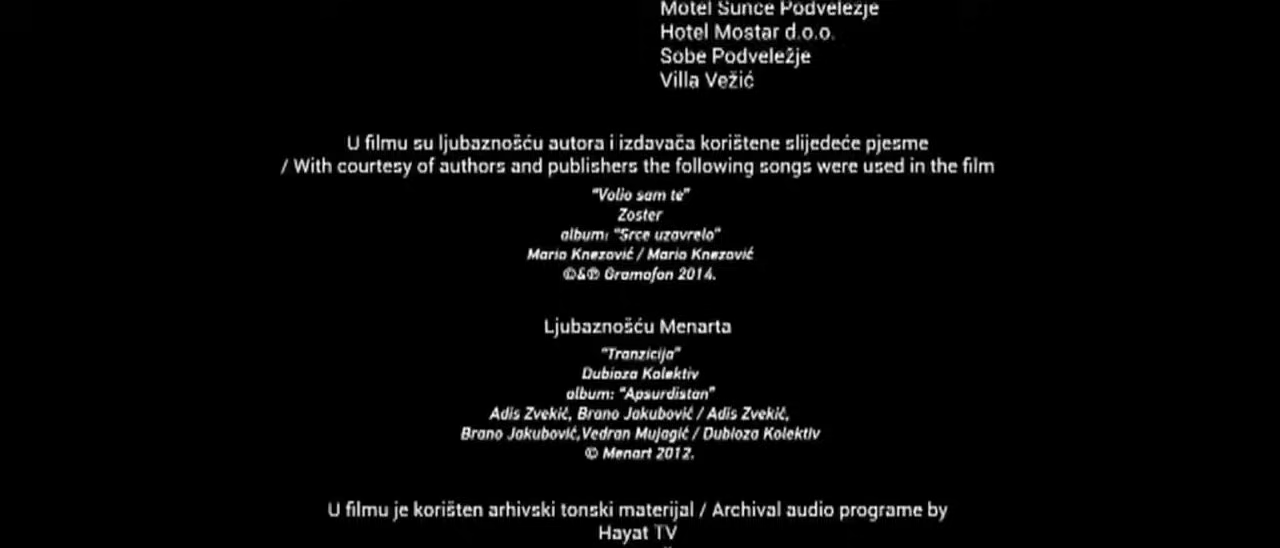 Motel Sunce Podveležje
Hotel Mostar d.o.o.
Sobe Podveležje
Villa Vežić
U filmu su ljubaznošću autora i izdavača korištene slijedeće pjesme
/ With courtesy of authors and publishers the following songs were used in the film
"Volio sam te"
Zoster
album: "Srce uzavrelo"
Mario Knezović / Mario Knezović
©&℗ Gramofon 2014.
Ljubaznošću Menarta
"Tranzicija"
Dubioza Kolektiv
album: "Apsurdistan"
Adis Zvekić, Brano Jakubović / Adis Zvekić,
Brano Jakubović,Vedran Mujagić / Dubioza Kolektiv
© Menart 2012.
U filmu je korišten arhivski tonski materijal / Archival audio programe by
Hayat TV